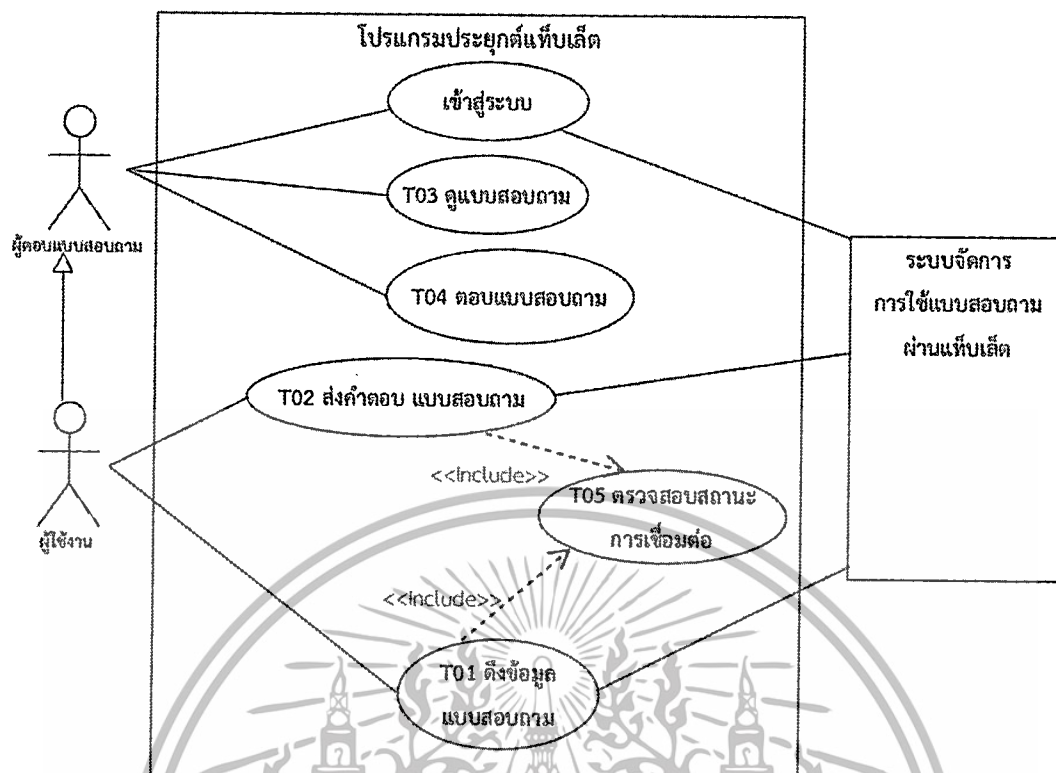 โปรแกรมประยุกต์แท็บเล็ต
เข้าสู่ระบบ
T03 ดูแบบสอบถาม
ผู้ตอบแบบสอบถาม
T04 ตอบแบบสอบถาม
ระบบจัดการ
การใช้แบบสอบถาม
ผ่านแท็บเล็ต
T02 ส่งคำตอบ แบบสอบถาม
<<Include>>
T05 ตรวจสอบสถานะ
การเชื่อมต่อ
ผู้ใช้งาน
<<Include>>
T01 ดึงข้อมูล
แบบสอบถาม